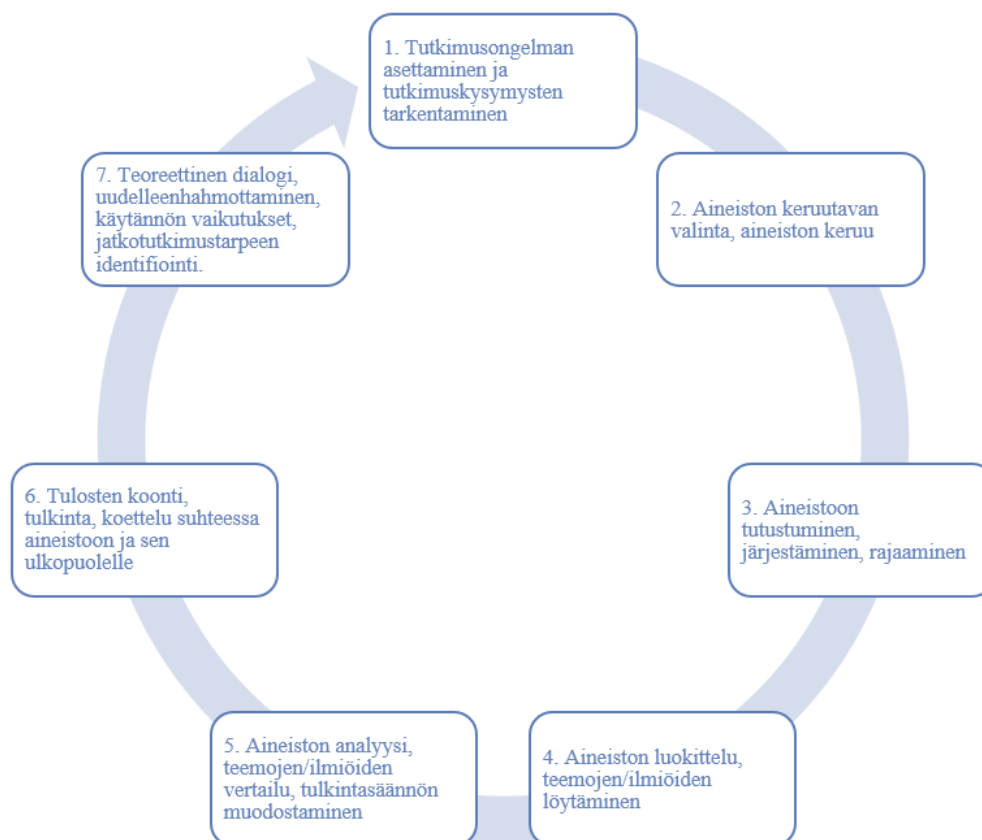 1. Tutkimusongelman
asettaminen ja
tutkimuskysymysten
tarkentaminen
2. Aineiston keruutavan
valinta, aineiston keruu
3. Aineistoon
tutustuminen,
järjestäminen, rajaaminen
4. Aineiston luokittelu,
teemojen/ilmiöiden
löytäminen
5. Aineiston analyysi,
teemojen/ilmiöiden
vertailu, tulkintasäännön
muodostaminen
6. Tulosten koonti,
tulkinta, koettelu suhteessa
aineistoon ja sen
ulkopuolelle
7. Teoreettinen dialogi,
uudelleenhahmottaminen,
käytännön vaikutukset,
jatkotutkimustarpeen
identifiointi.